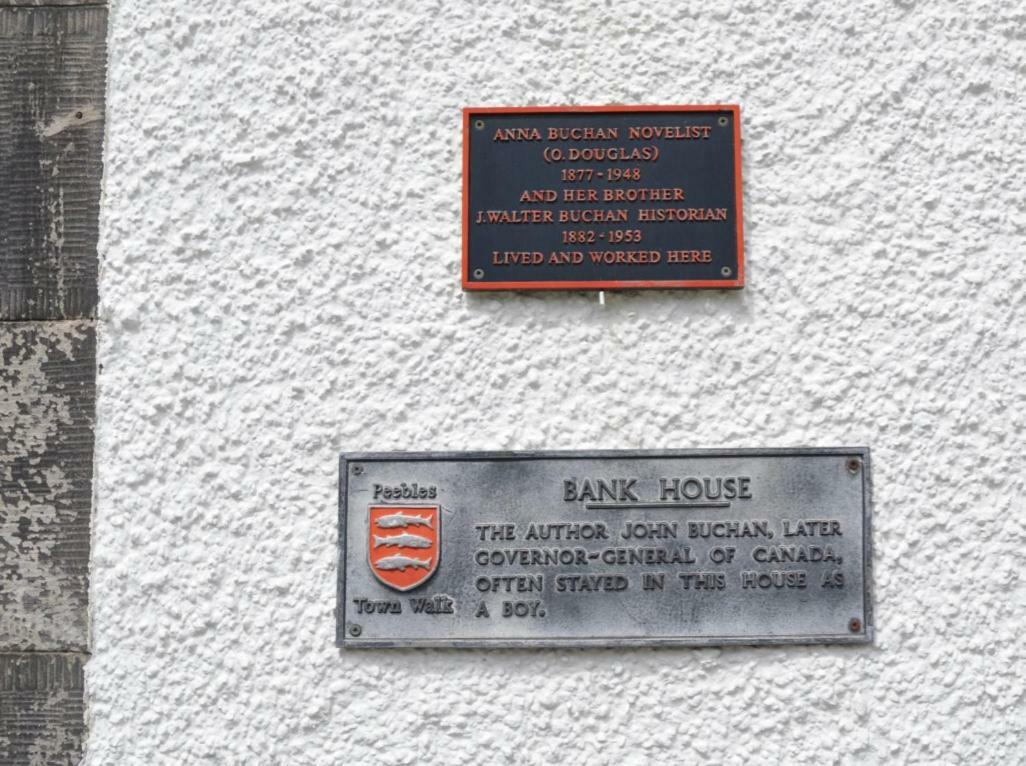 ANNA BUCHAN NOVELIST
(O. DOUGLAS)
1877-1948
AND HER BROTHER
J. WALTER BUCHAN HISTORIAN
1882-1953
LIVED AND WORKED HERE
Peebles
Town Walk
BANK HOUSE
THE AUTHOR JOHN BUCHAN, LATER
GOVERNOR-GENERAL OF CANADA,
OFTEN STAYED IN THIS HOUSE AS
A BOY.